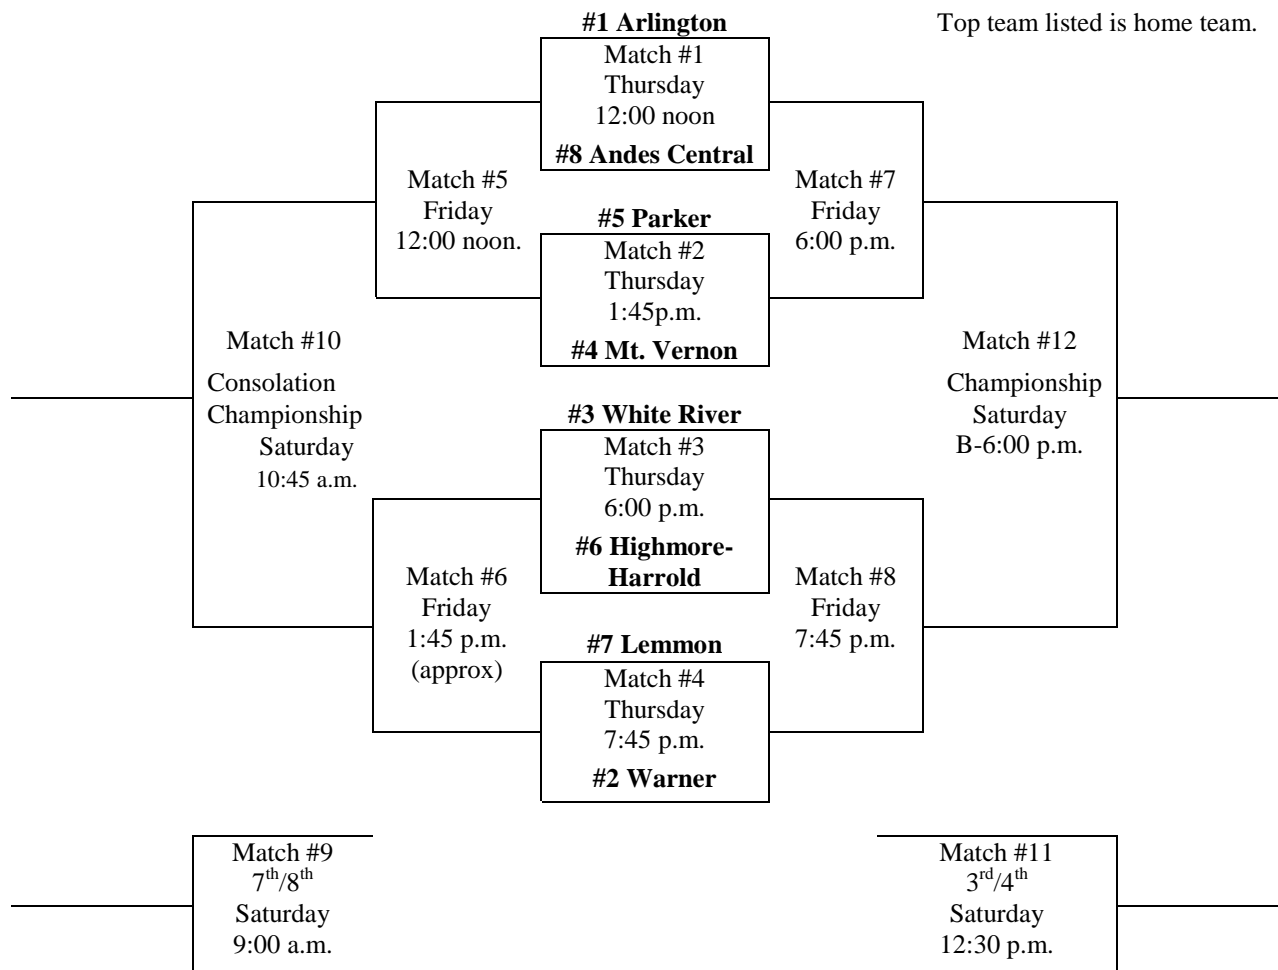 #1 Arlington
Top team listed is home team.
Match #1
Thursday
12:00 noon
#8 Andes Central
Match #5
Friday
12:00 noon.
Match #7
Friday
6:00 p.m.
#5 Parker
Match #2
Thursday
1:45p.m.
#4 Mt. Vernon
Match #10
Consolation
Championship
Saturday
10:45 a.m.
Match #12
Championship
Saturday
B-6:00 p.m.
#3 White River
Match #3
Thursday
6:00 p.m.
#6 Highmore-
Harrold
Match #6
Friday
1:45 p.m.
(approx)
Match #8
Friday
7:45 p.m.
#7 Lemmon
Match #4
Thursday
7:45 p.m.
#2 Warner
Match #9
7th/8th
Saturday
9:00 a.m.
Match #11
3rd/4th
Saturday
12:30 p.m.